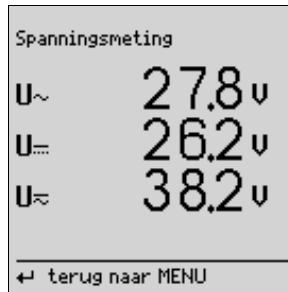 Spanningsmeting
U~ 27.8 V
U⎓ 26.2 V
U≂ 38.2 V
↵ terug naar MENU